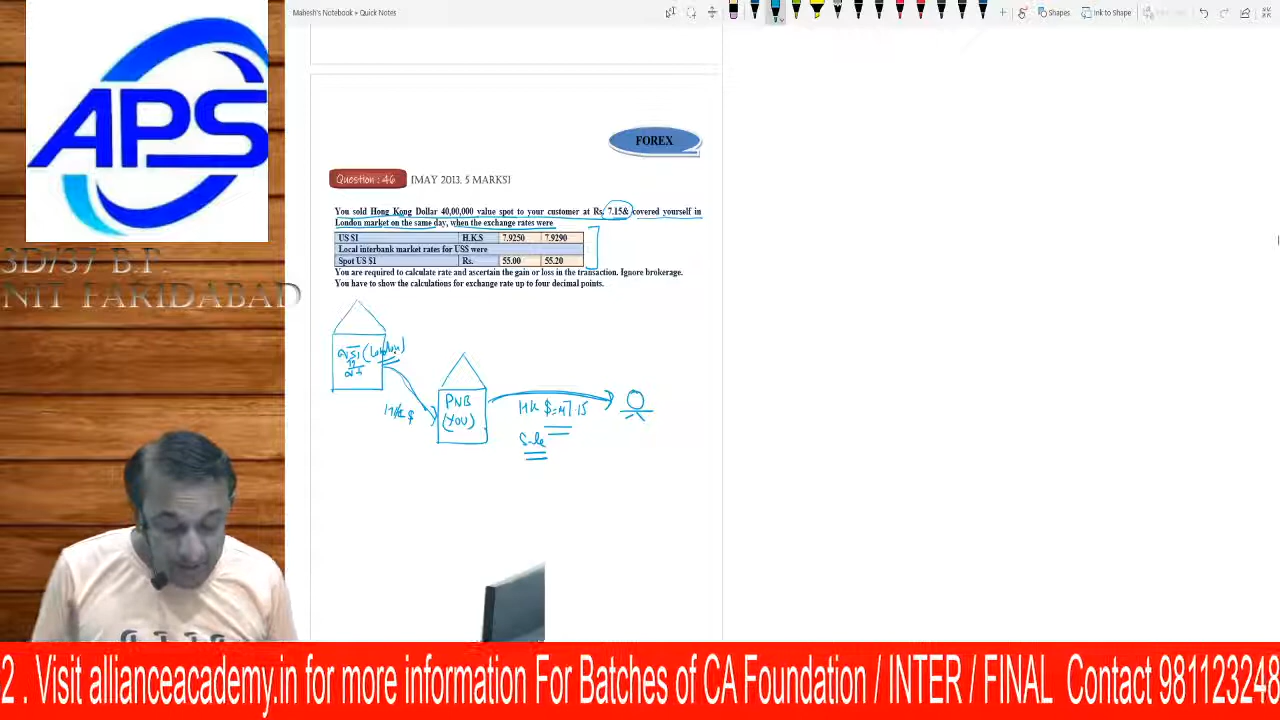 Mahesh's Notebook » Quick Notes
Shapes
Ink to Shape
APS
3D/37 B.P.
NIT FARIDABAD
FOREX
Question : 46 [MAY 2013, 5 MARKS]
You sold Hong Kong Dollar 40,00,000 value spot to your customer at Rs. 7.15& covered yourself in
London market on the same day, when the exchange rates were
US $1 H.K.$ 7.9250 7.9290
Local interbank market rates for US$ were
Spot US $1 Rs. 55.00 55.20
You are required to calculate rate and ascertain the gain or loss in the transaction. Ignore brokerage.
You have to show the calculations for exchange rate up to four decimal points.
(London)
HK $
PNB
(YOU)
HK $=₹7.15
Sale
2 . Visit allianceacademy.in for more information For Batches of CA Foundation / INTER / FINAL Contact 981123248